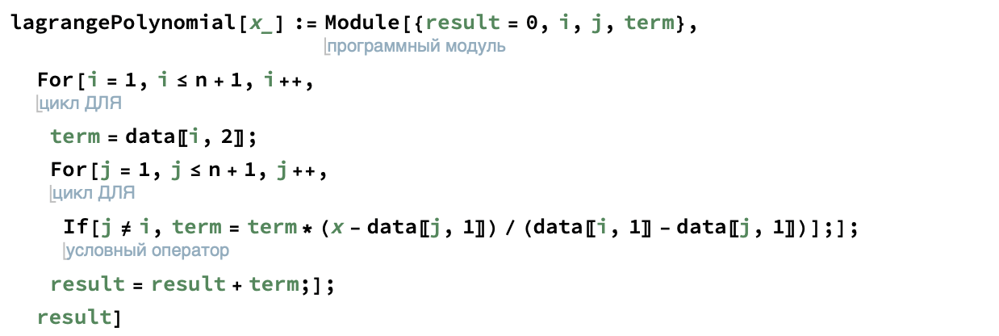 lagrangePolynomial[x_] := Module[{result = 0, i, j, term},
программный модуль
For[i = 1, i ≤ n + 1, i++,
цикл ДЛЯ
term = data〚i, 2〛;
For[j = 1, j ≤ n + 1, j++,
цикл ДЛЯ
If[j ≠ i, term = term * (x - data〚j, 1〛) / (data〚i, 1〛 - data〚j, 1〛)];];
условный оператор
result = result + term;];
result]